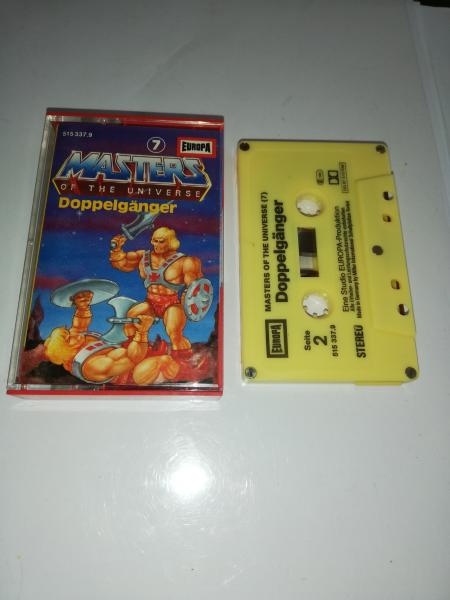 515 337.9
7
EUROPA
MASTERS
OF THE UNIVERSE
Doppelgänger
MASTERS OF THE UNIVERSE (7)
Doppelgänger
EUROPA
Seite
2
515 337.9
Eine Studio EUROPA-Produktion
STEREO